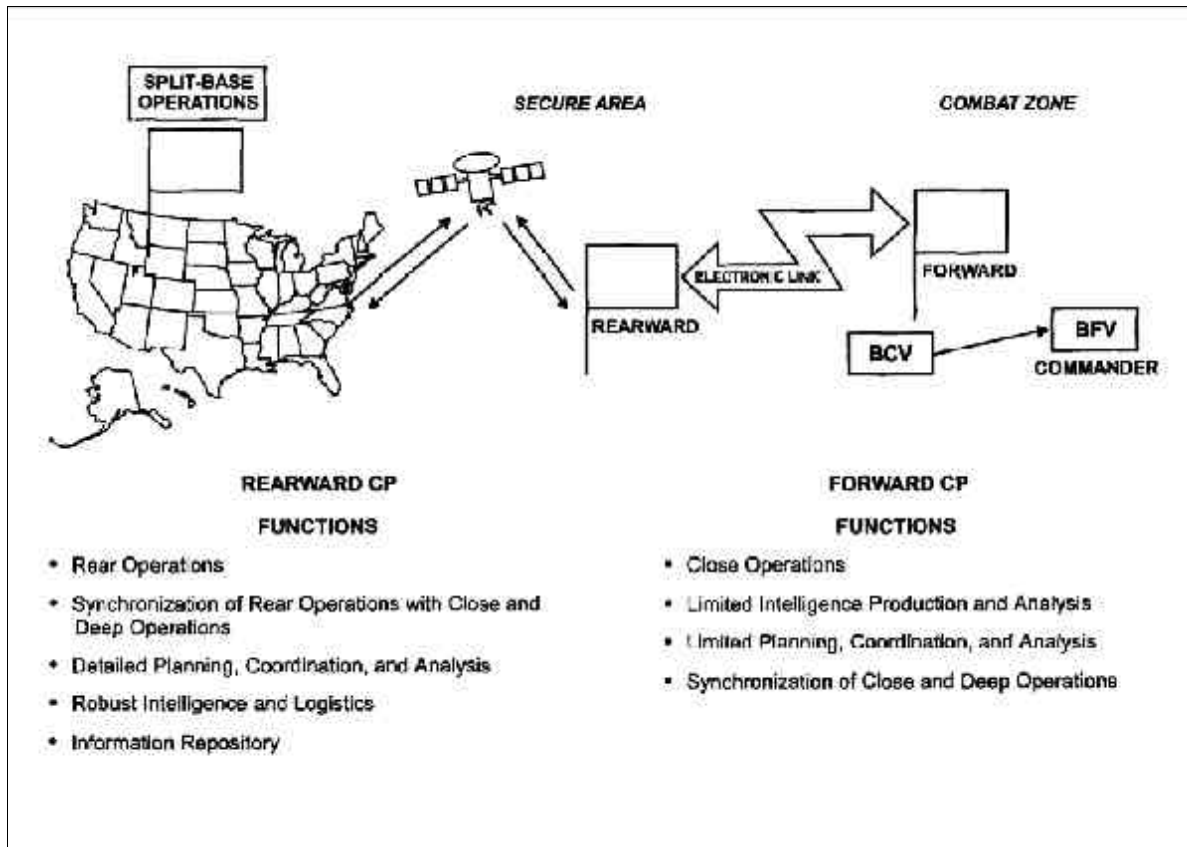 SPLIT-BASE
OPERATIONS
SECURE AREA
COMBAT ZONE
ELECTRONIC LINK
FORWARD
REARWARD
BCV
BFV
COMMANDER
REARWARD CP
FUNCTIONS
• Rear Operations
• Synchronization of Rear Operations with Close and
Deep Operations
• Detailed Planning, Coordination, and Analysis
• Robust Intelligence and Logistics
• Information Repository
FORWARD CP
FUNCTIONS
• Close Operations
• Limited Intelligence Production and Analysis
• Limited Planning, Coordination, and Analysis
• Synchronization of Close and Deep Operations